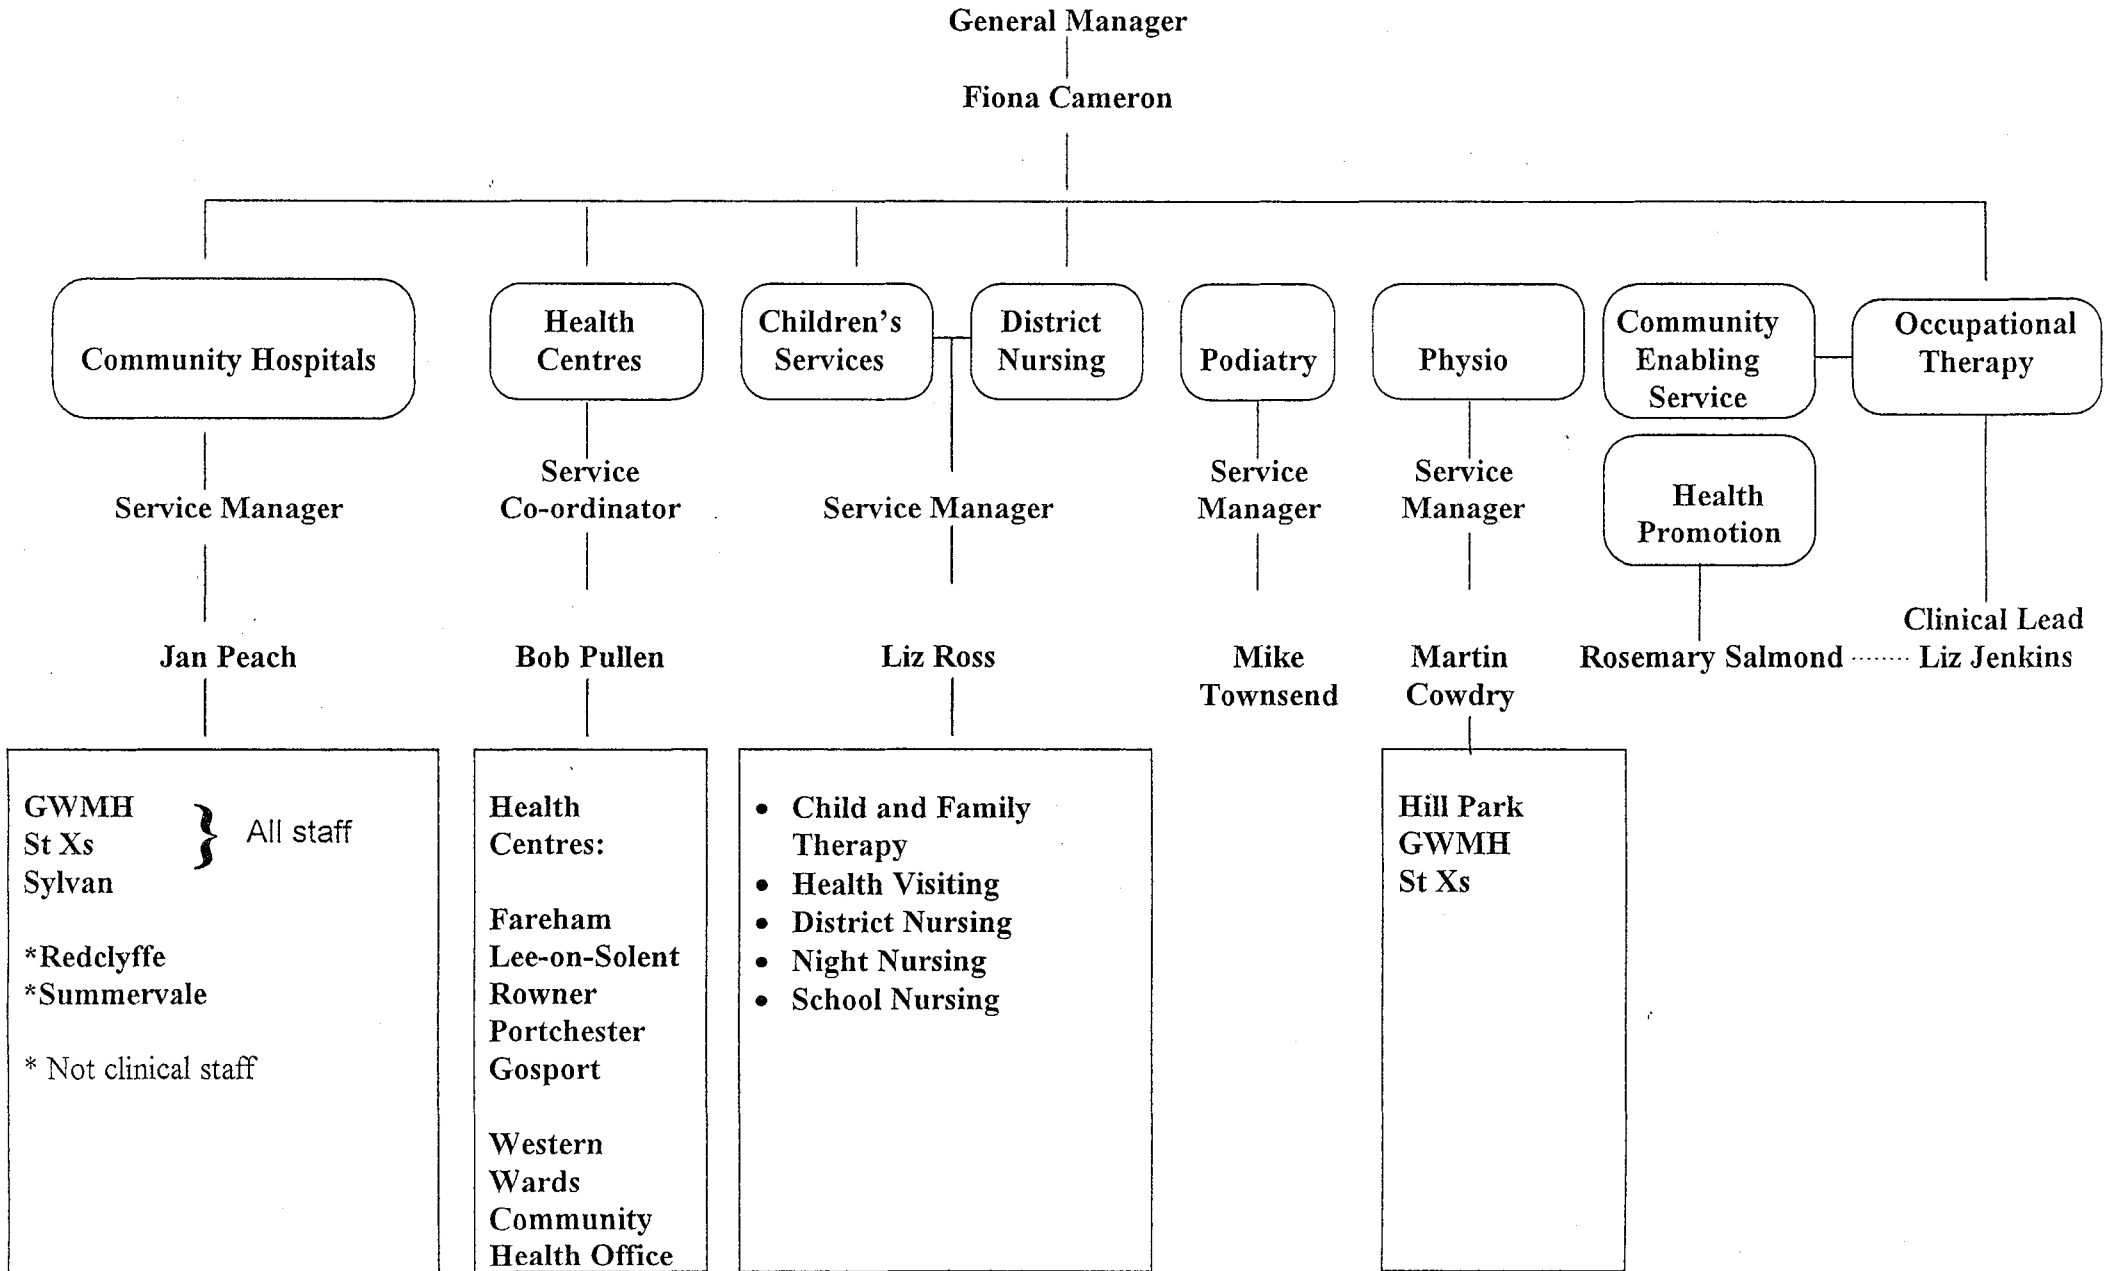 General Manager
Fiona Cameron
Community Hospitals
Service Manager
Jan Peach
GWMH
St Xs
Sylvan
} All staff
*Redclyffe
*Summervale
* Not clinical staff
Health
Centres
Service
Co-ordinator
Bob Pullen
Health
Centres:
Fareham
Lee-on-Solent
Rowner
Portchester
Gosport
Western
Wards
Community
Health Office
Children's
Services
District
Nursing
Service Manager
Liz Ross
• Child and Family
Therapy
• Health Visiting
• District Nursing
• Night Nursing
• School Nursing
Podiatry
Service
Manager
Mike
Townsend
Physio
Service
Manager
Martin
Cowdry
Hill Park
GWMH
St Xs
Community
Enabling
Service
Health
Promotion
Rosemary Salmond ........
Occupational
Therapy
Clinical Lead
Liz Jenkins